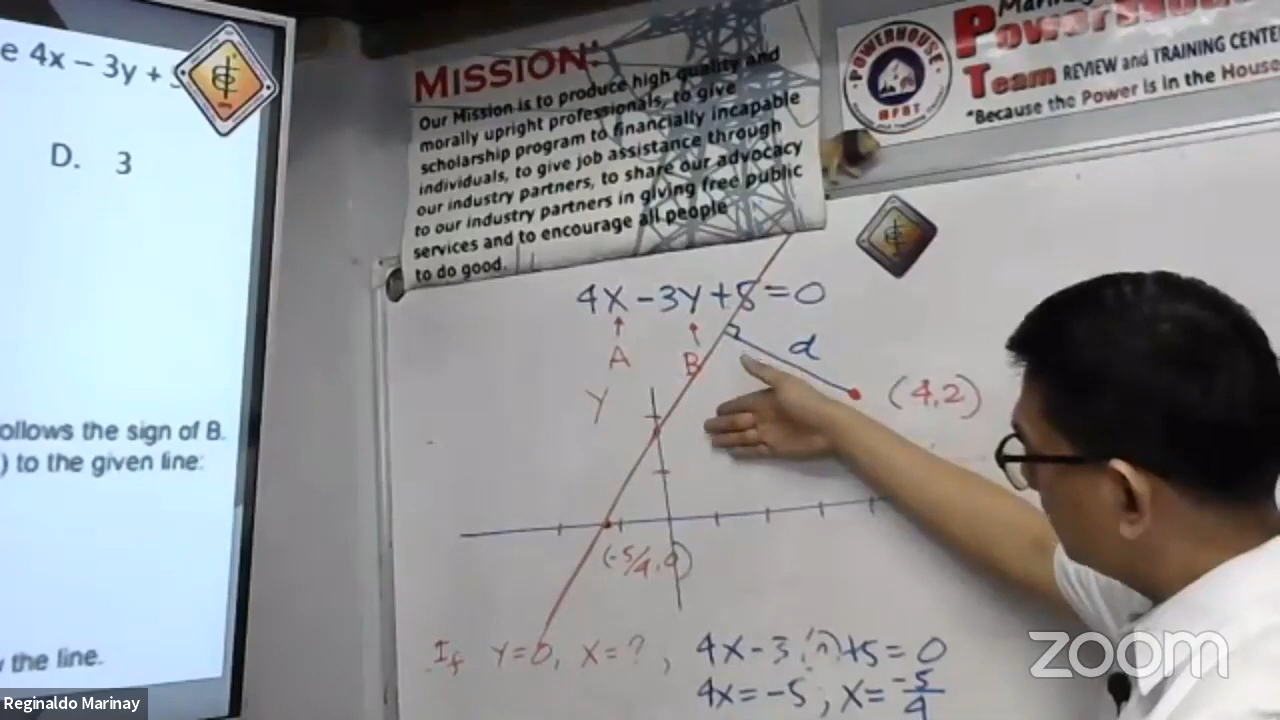 e 4x – 3y +
D. 3
ollows the sign of B.
) to the given line:
the line.
Reginaldo Marinay
MISSION:
Our Mission is to produce high quality and
morally upright professionals, to give
scholarship program to financially incapable
individuals, to give job assistance through
our industry partners, to share our advocacy
to our industry partners in giving free public
services and to encourage all people
to do good.
POWERHOUSE
Team REVIEW and TRAINING CENTE
"Because the Power is in the House
4X - 3Y + 5 = 0
A B
d
(4,2)
Y
(-5/4, 0)
If Y=0, X=? , 4X - 3(0) + 5 = 0
4X = -5 ; X = -5/4
zoom